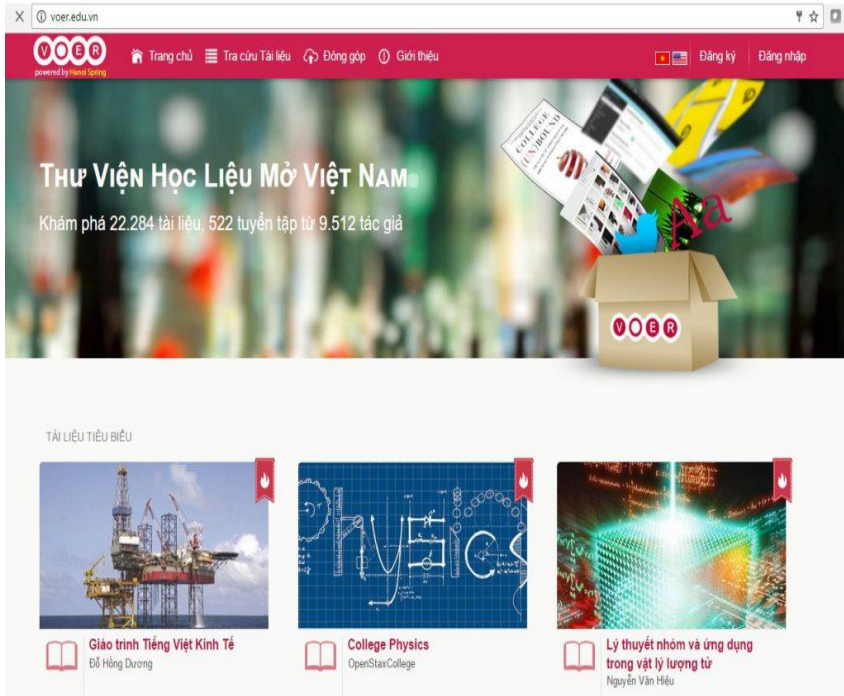 voer.edu.vn
VOER
powered by Hanoi Spring
Trang chủ
Tra cứu Tài liệu
Đóng góp
Giới thiệu
Đăng ký
Đăng nhập
THƯ VIỆN HỌC LIỆU MỞ VIỆT NAM
Khám phá 22.284 tài liệu, 522 tuyển tập từ 9.512 tác giả
COLLEGE
(UN)BOUND
Aa
VOER
TÀI LIỆU TIÊU BIỂU
Giáo trình Tiếng Việt Kinh Tế
Đỗ Hồng Dương
College Physics
OpenStaxCollege
Lý thuyết nhóm và ứng dụng
trong vật lý lượng tử
Nguyễn Văn Hiệu